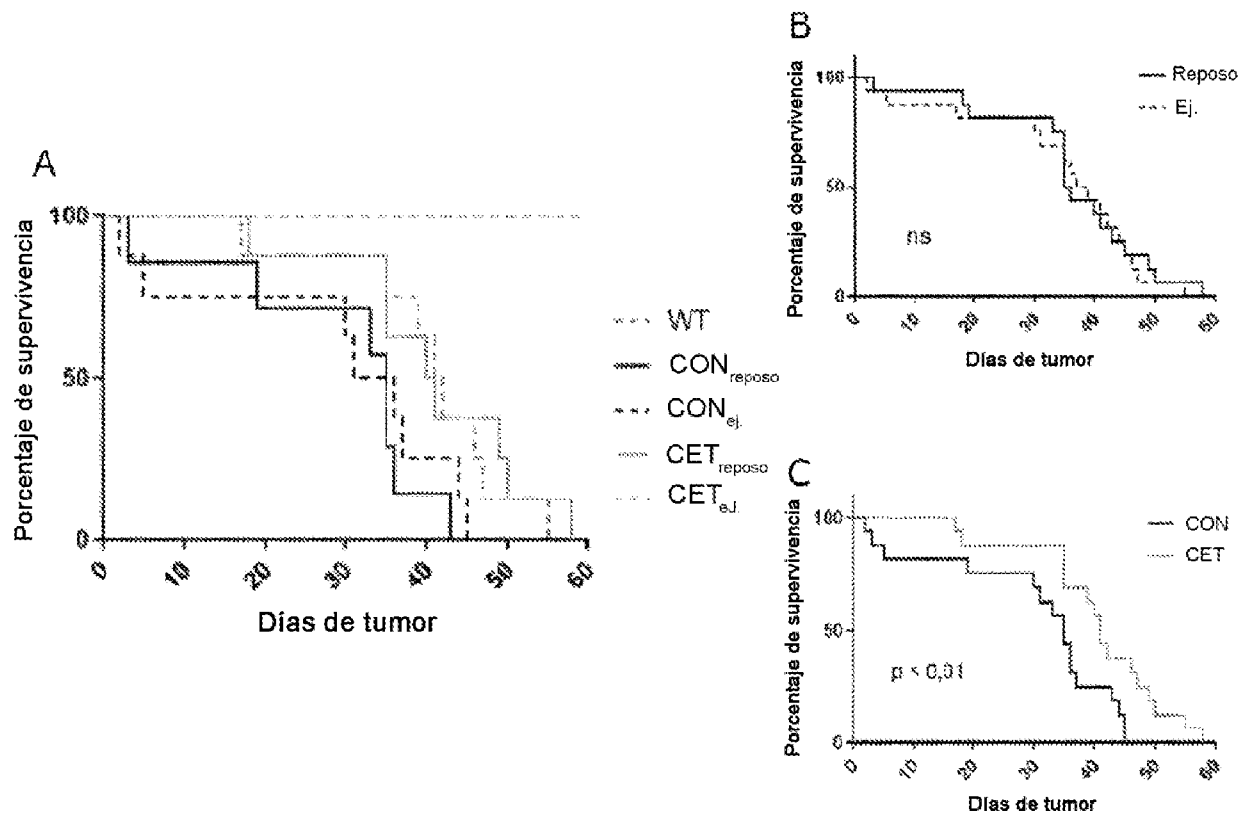 A
Porcentaje de supervivencia
100
50
0
0 10 20 30 40 50 60
Días de tumor
WT
CONreposo
CONej.
CETreposo
CETeJ.
B
Porcentaje de supervivencia
100
50
0
ns
Reposo
Ej.
0 10 20 30 40 50 60
Días de tumor
C
Porcentaje de supervivencia
100
50
0
p < 0,01
CON
CET
0 10 20 30 40 50 60
Días de tumor